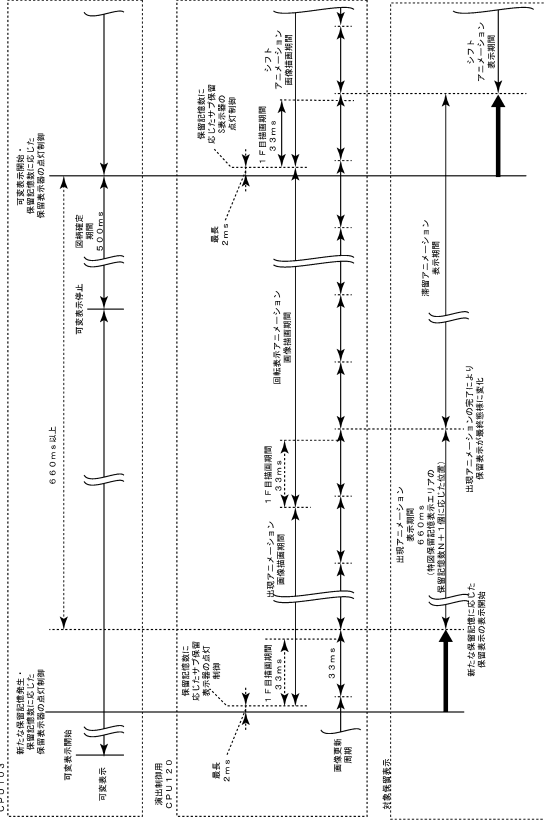 CPU103
新たな保留記憶発生・
保留記憶数に応じた
保留表示器の点灯制御
可変表示開始・
保留記憶数に応じた
保留表示器の点灯制御
660ms以上
可変表示開始
可変表示停止
図柄確定
期間
500ms
可変表示
演出制御用
CPU120
保留記憶数に
応じたサブ保留
表示器の点灯
制御
保留記憶数に
応じたサブ保留
S表示器の
点灯制御
最長
2ms
最長
2ms
1F目描画期間
33ms
1F目描画期間
33ms
1F目描画期間
33ms
出現アニメーション
画像描画期間
回転表示アニメーション
画像描画期間
シフト
アニメーション
画像描画期間
33ms
画像更新
周期
対象保留表示
出現アニメーション
表示期間
660ms
(特図保留記憶表示エリアの
保留記憶数N+1個に応じた位置)
滞留アニメーション
表示期間
シフト
アニメーション
表示期間
新たな保留記憶に応じた
保留表示の表示開始
出現アニメーションの完了により
保留表示が最終態様に変化